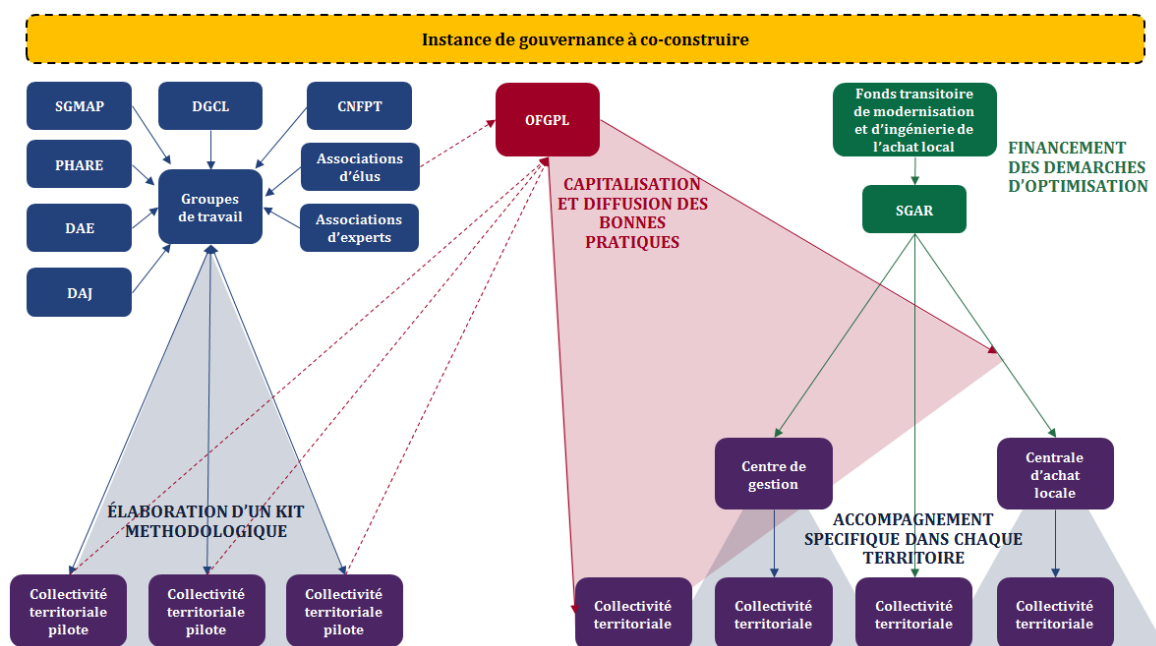 Instance de gouvernance à co-construire
SGMAP
DGCL
CNFPT
PHARE
Associations
d'élus
Groupes
de travail
DAE
Associations
d'experts
DAJ
ÉLABORATION D'UN KIT
METHODOLOGIQUE
Collectivité
territoriale
pilote
Collectivité
territoriale
pilote
Collectivité
territoriale
pilote
OFGPL
CAPITALISATION
ET DIFFUSION DES
BONNES
PRATIQUES
Fonds transitoire
de modernisation
et d'ingénierie de
l'achat local
FINANCEMENT
DES DEMARCHES
D'OPTIMISATION
SGAR
Centre de
gestion
Centrale
d'achat
locale
ACCOMPAGNEMENT
SPECIFIQUE DANS CHAQUE
TERRITOIRE
Collectivité
territoriale
Collectivité
territoriale
Collectivité
territoriale
Collectivité
territoriale